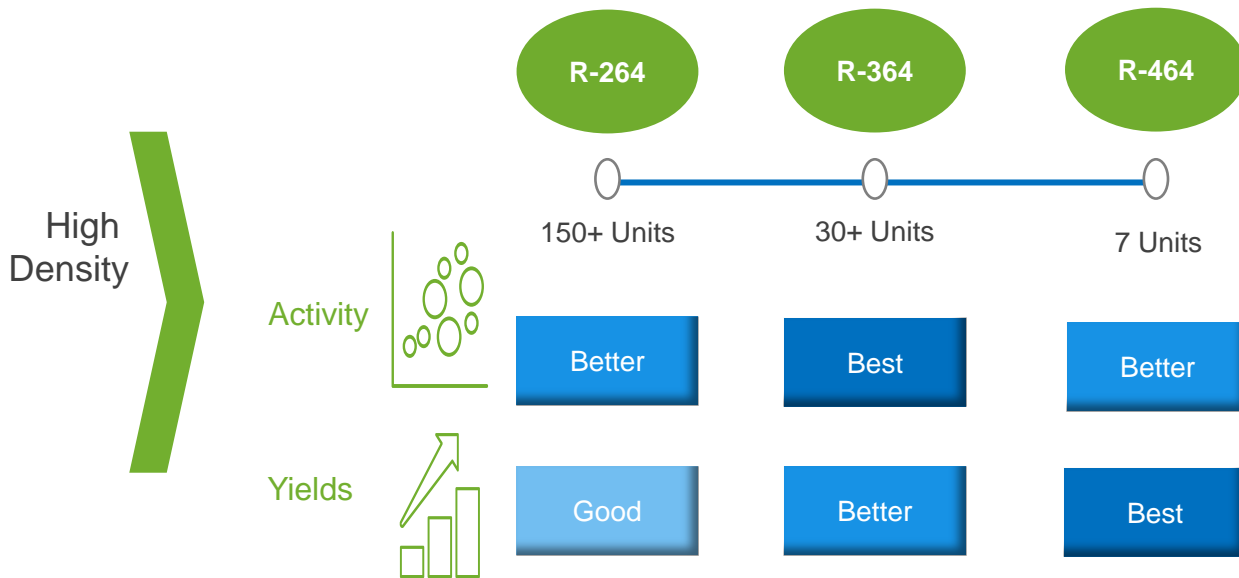 R-264
R-364
R-464
High
Density
150+ Units
30+ Units
7 Units
Activity
Better
Best
Better
Yields
Good
Better
Best